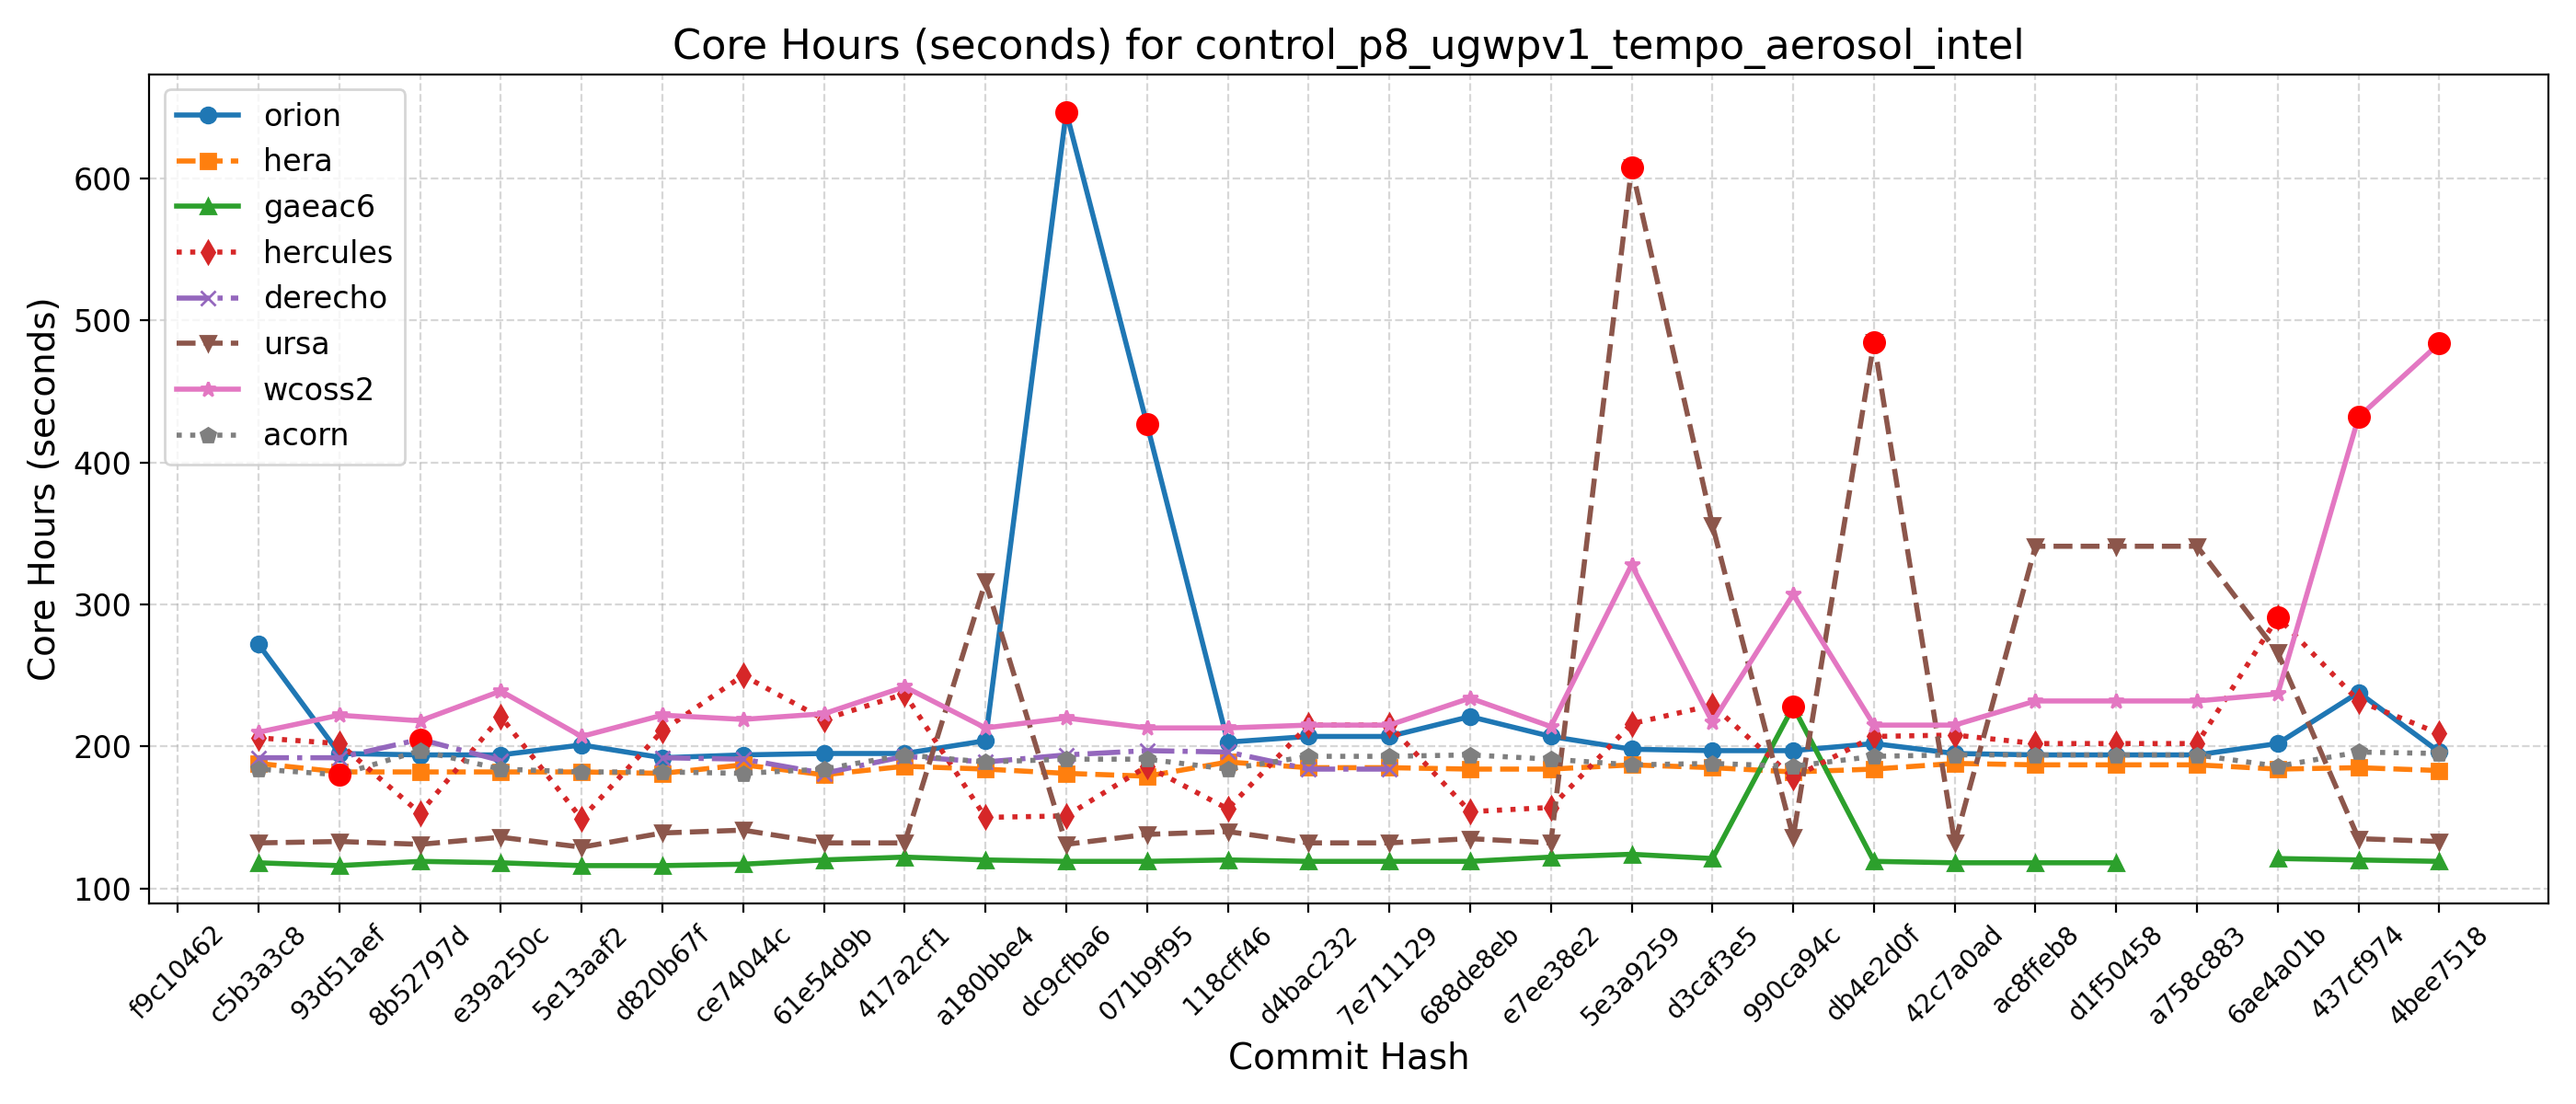 Core Hours (seconds) for control_p8_ugwpv1_tempo_aerosol_intel
orion
hera
gaeac6
hercules
derecho
ursa
wcoss2
acorn
Core Hours (seconds)
600
500
400
300
200
100
f9c10462
c5b3a3c8
93d51aef
8b52797d
e39a250c
5e13aaf2
d820b67f
ce74044c
61e54d9b
417a2cf1
a180bbe4
dc9cfba6
071b9f95
118cff46
d4bac232
7e711129
688de8eb
e7ee38e2
5e3a9259
d3caf3e5
990ca94c
db4e2d0f
42c7a0ad
ac8ffeb8
d1f50458
a758c883
6ae4a01b
437cf974
4bee7518
Commit Hash